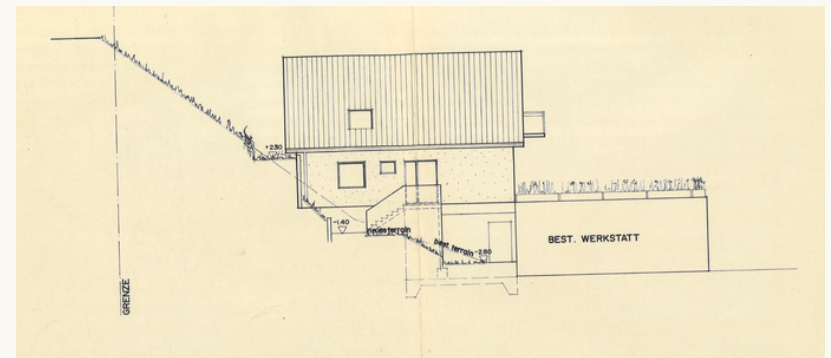 +2.30
-1.40
neues terrain
best. terrain
-2.80
BEST. WERKSTATT
GRENZE